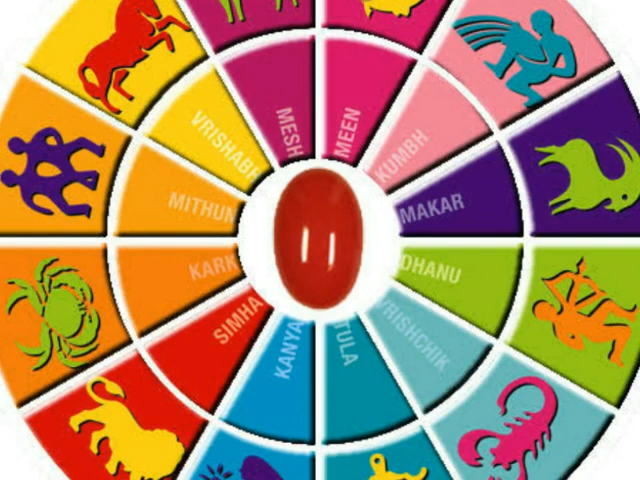 MESH
MEEN
VRISHABH
KUMBH
MITHUN
MAKAR
KARK
DHANU
SIMHA
VRISHCHIK
KANYA
TULA